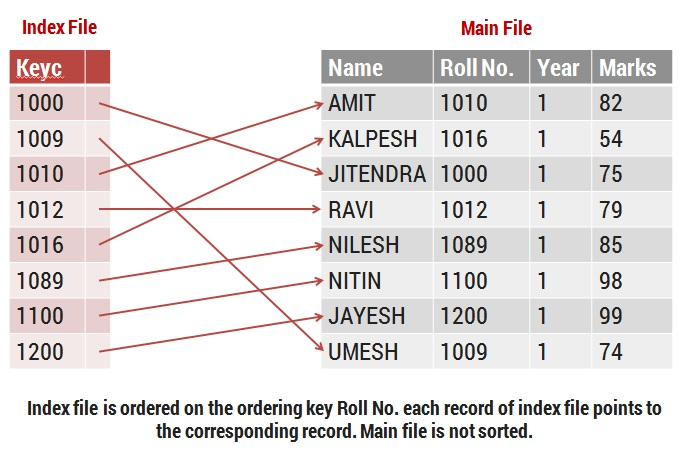 Index File
Main File
Keyc
Name Roll No. Year Marks
1000 AMIT 1010 1 82
1009 KALPESH 1016 1 54
1010 JITENDRA 1000 1 75
1012 RAVI 1012 1 79
1016 NILESH 1089 1 85
1089 NITIN 1100 1 98
1100 JAYESH 1200 1 99
1200 UMESH 1009 1 74
Index file is ordered on the ordering key Roll No. each record of index file points to
the corresponding record. Main file is not sorted.